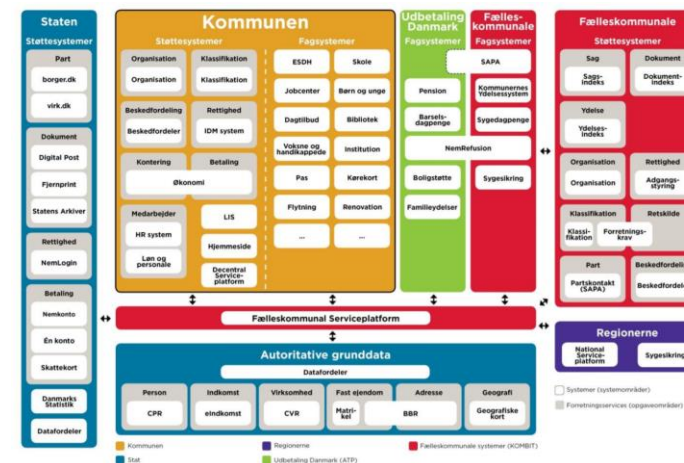 Staten
Støttesystemer
Part
borger.dk
virk.dk
Dokument
Digital Post
Fjernprint
Statens Arkiver
Rettighed
NemLogin
Betaling
Nemkonto
Én konto
Skattekort
Danmarks
Statistik
Datafordeler
Kommunen
Støttesystemer
Fagsystemer
Organisation
Klassifikation
Organisation
Klassifikation
Beskedfordeling
Rettighed
Beskedfordeler
IDM system
Kontering
Betaling
Økonomi
Medarbejder
HR system
Løn og
personale
LIS
Hjemmeside
Decentral
Service-
platform
ESDH
Skole
Jobcenter
Børn og unge
Dagtilbud
Bibliotek
Voksne og
handikappede
Institution
Pas
Kørekort
Flytning
Renovation
...
...
Udbetaling
Danmark
Fagsystemer
Fælles-
kommunale
Fagsystemer
SAPA
Pension
Kommunernes
Ydelsessystem
Barsels-
dagpenge
Sygedagpenge
NemRefusion
Boligstøtte
Sygesikring
Familieydelser
Fælleskommunale
Støttesystemer
Sag
Dokument
Sags-
indeks
Dokument-
indeks
Ydelse
Ydelses-
indeks
Organisation
Rettighed
Organisation
Adgangs-
styring
Klassifikation
Retskilde
Klassi-
fikation
Forretnings-
krav
Part
Beskedfordeling
Partskontakt
(SAPA)
Beskedfordeler
Fælleskommunal Serviceplatform
Autoritative grunddata
Datafordeler
Person
Indkomst
Virksomhed
Fast ejendom
Adresse
Geografi
CPR
eIndkomst
CVR
Matri-
kel
BBR
Geografiske
kort
Regionerne
National
Service-
platform
Sygesikring
Systemer (systemområder)
Forretningsservices (opgaveområder)
Kommunen
Regionerne
Fælleskommunale systemer (KOMBIT)
Stat
Udbetaling Danmark (ATP)